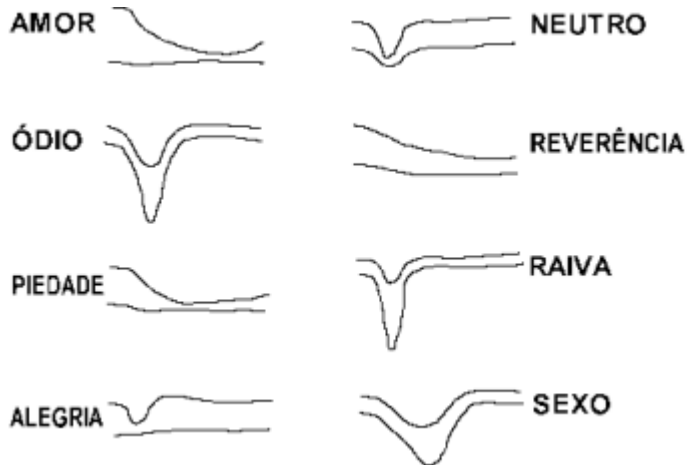 AMOR
NEUTRO
ÓDIO
REVERÊNCIA
PIEDADE
RAIVA
ALEGRIA
SEXO